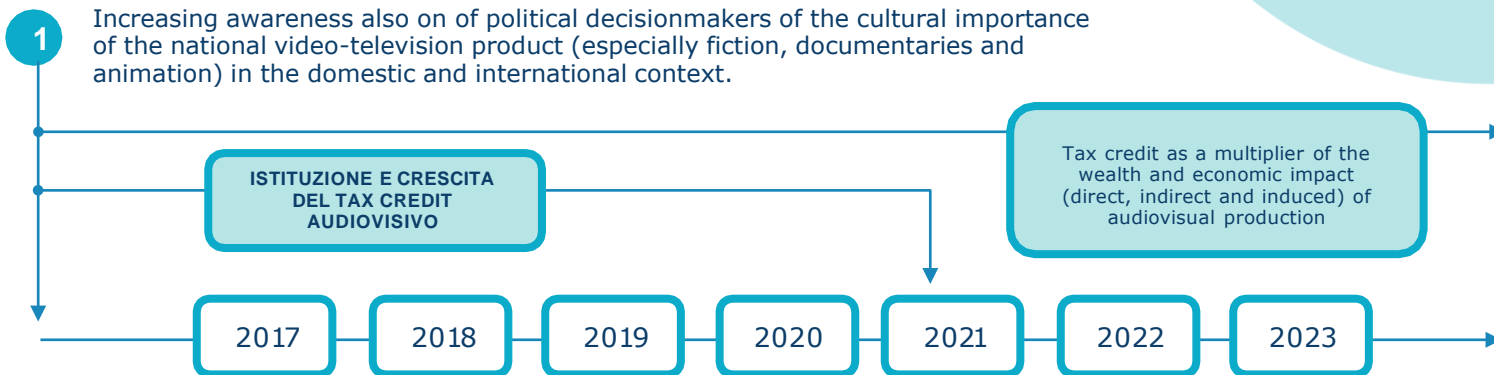 1
Increasing awareness also on of political decisionmakers of the cultural importance
of the national video-television product (especially fiction, documentaries and
animation) in the domestic and international context.
ISTITUZIONE E CRESCITA
DEL TAX CREDIT
AUDIOVISIVO
Tax credit as a multiplier of the
wealth and economic impact
(direct, indirect and induced) of
audiovisual production
2017
2018
2019
2020
2021
2022
2023